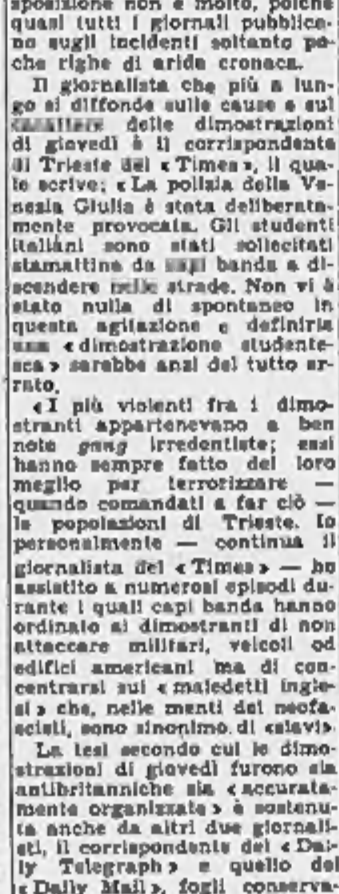 sposizione non è molto, poiché
quasi tutti i giornali pubblica-
no sugli incidenti soltanto po-
che righe di arida cronaca.
Il giornalista che più a lun-
go si diffonde sulle cause e sul
carattere delle dimostrazioni
di giovedì è il corrispondente
di Trieste del «Times», il qua-
le scrive: «La polizia della Ve-
nezia Giulia è stata deliberata-
mente provocata. Gli studenti
italiani sono stati sollecitati
stamattina da capi banda a di-
scendere nelle strade. Non vi è
stato nulla di spontaneo in
questa agitazione e definirla
una «dimostrazione studente-
sca» sarebbe anzi del tutto er-
rato.
«I più violenti fra i dimo-
stranti appartenevano a ben
note gang irredentiste; essi
hanno sempre fatto del loro
meglio per terrorizzare —
quando comandati a far ciò —
le popolazioni di Trieste. Io
personalmente — continua il
giornalista del «Times» — ho
assistito a numerosi episodi du-
rante i quali capi banda hanno
ordinato ai dimostranti di non
attaccare militari, veicoli od
edifici americani ma di con-
centrarsi sui «maledetti ingle-
si» che, nelle menti dei neofa-
scisti, sono sinonimo di «slavi».
La tesi secondo cui le dimo-
strazioni di giovedì furono sia
antibritanniche sia «accurata-
mente organizzate» è sostenu-
ta anche da altri due giornali-
sti, il corrispondente del «Dai-
ly Telegraph» e quello del
«Daily Mail», fogli conserva-